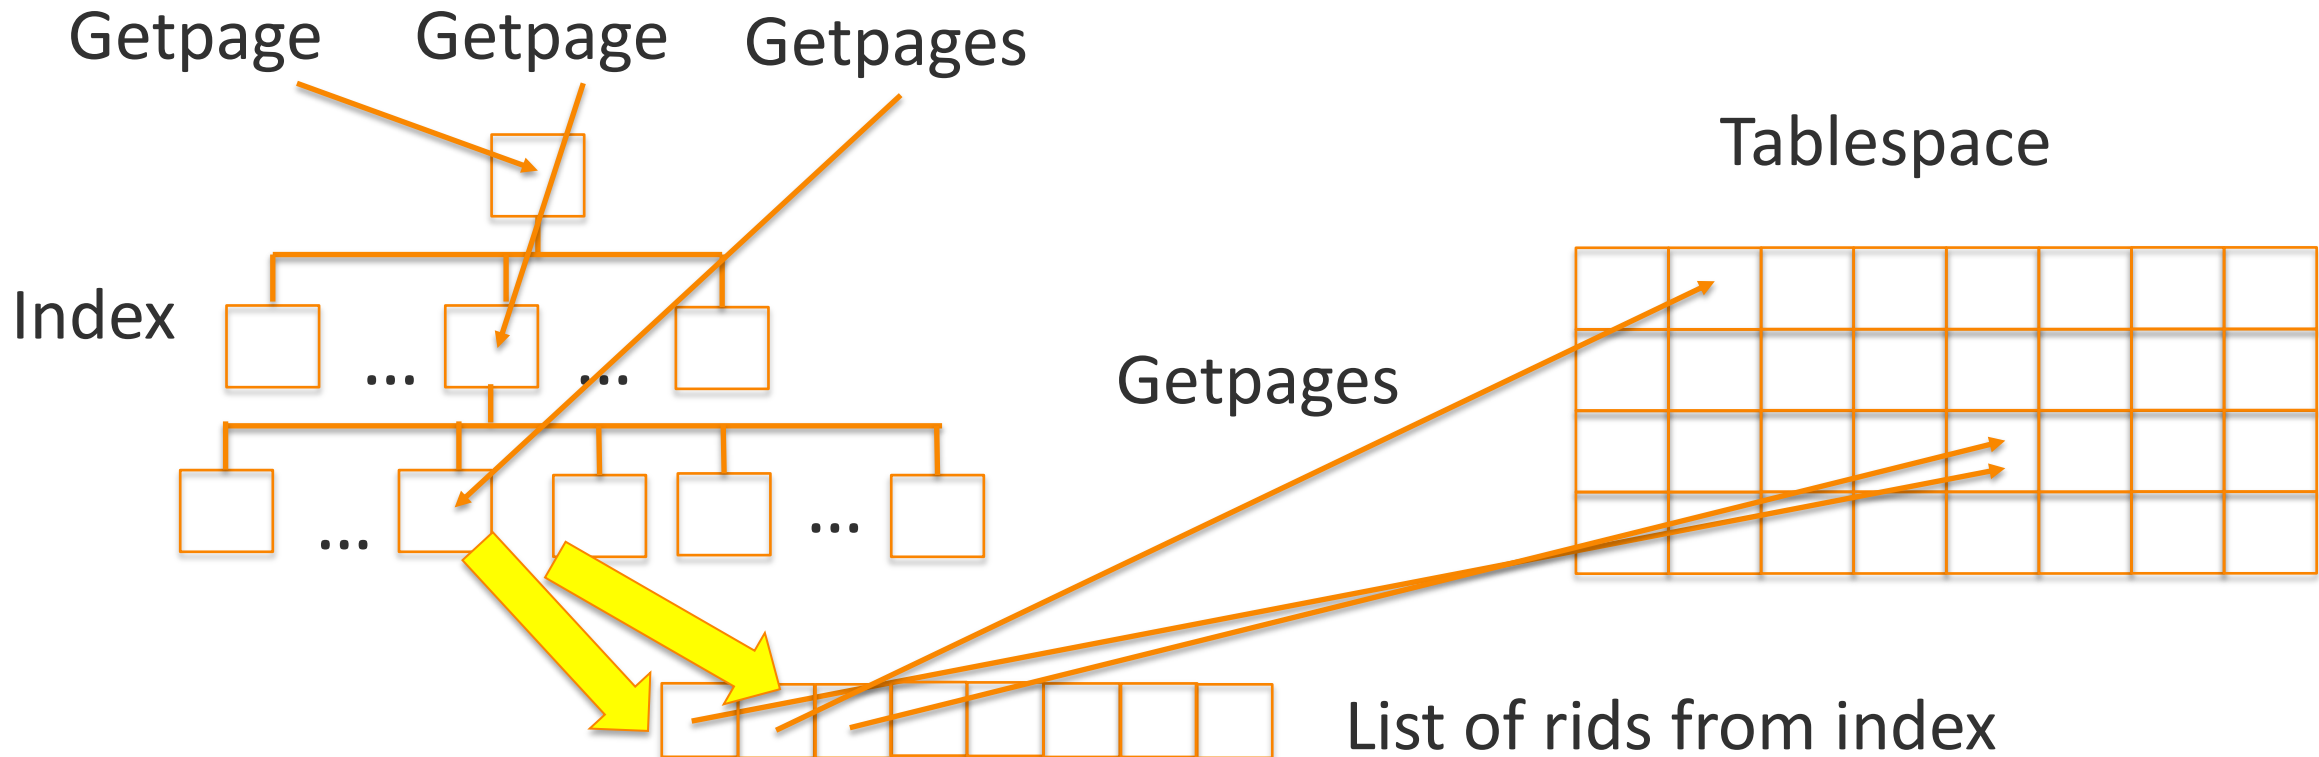 Getpage Getpage Getpages
Tablespace
Index
...
...
Getpages
...
...
List of rids from index